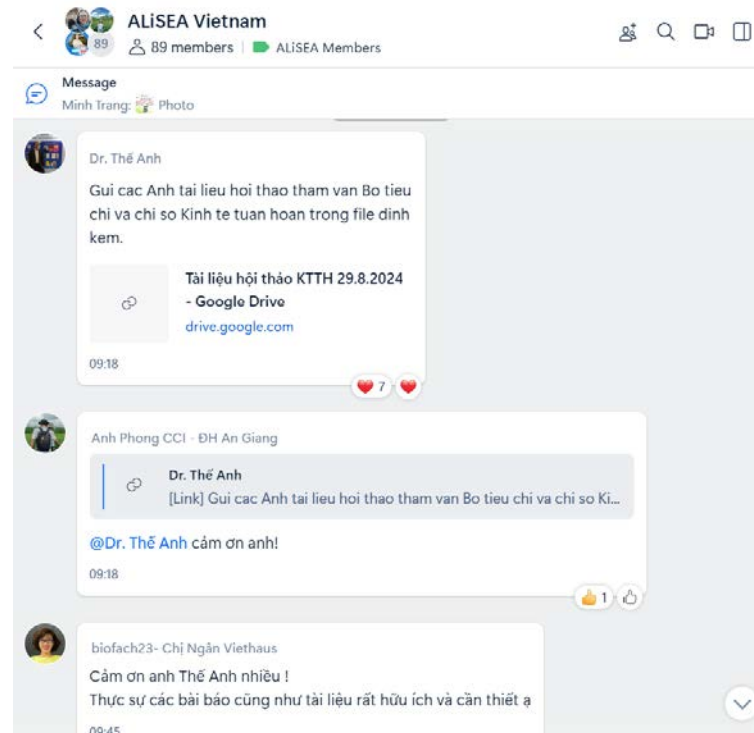 ALiSEA Vietnam
89
89 members
ALiSEA Members
Message
Minh Trang: Photo
Dr. Thế Anh
Gui cac Anh tai lieu hoi thao tham van Bo tieu
chi va chi so Kinh te tuan hoan trong file dinh
kem.
Tài liệu hội thảo KTTH 29.8.2024
- Google Drive
drive.google.com
09:18
7
Anh Phong CCI - ĐH An Giang
Dr. Thế Anh
[Link] Gui cac Anh tai lieu hoi thao tham van Bo tieu chi va chi so Ki...
@Dr. Thế Anh cảm ơn anh!
09:18
1
biofach23- Chị Ngân Viethaus
Cảm ơn anh Thế Anh nhiều !
Thực sự các bài báo cũng như tài liệu rất hữu ích và cần thiết ạ
09:45